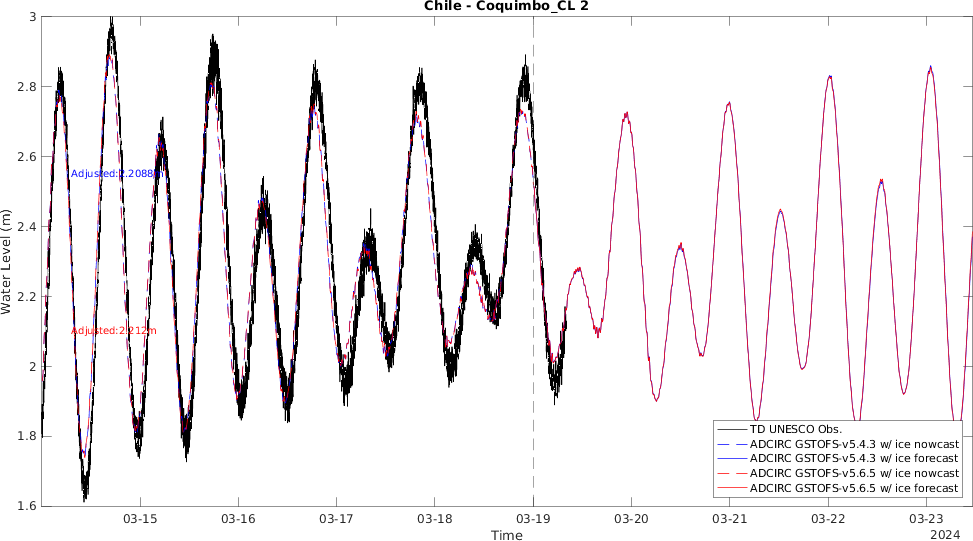 Chile - Coquimbo_CL 2
Water Level (m)
3
2.8
2.6
2.4
2.2
2
1.8
1.6
Adjusted:2.2088m
Adjusted:2.212m
03-15
03-16
03-17
03-18
03-19
03-20
03-21
03-22
03-23
Time
2024
TD UNESCO Obs.
ADCIRC GSTOFS-v5.4.3 w/ ice nowcast
ADCIRC GSTOFS-v5.4.3 w/ ice forecast
ADCIRC GSTOFS-v5.6.5 w/ ice nowcast
ADCIRC GSTOFS-v5.6.5 w/ ice forecast